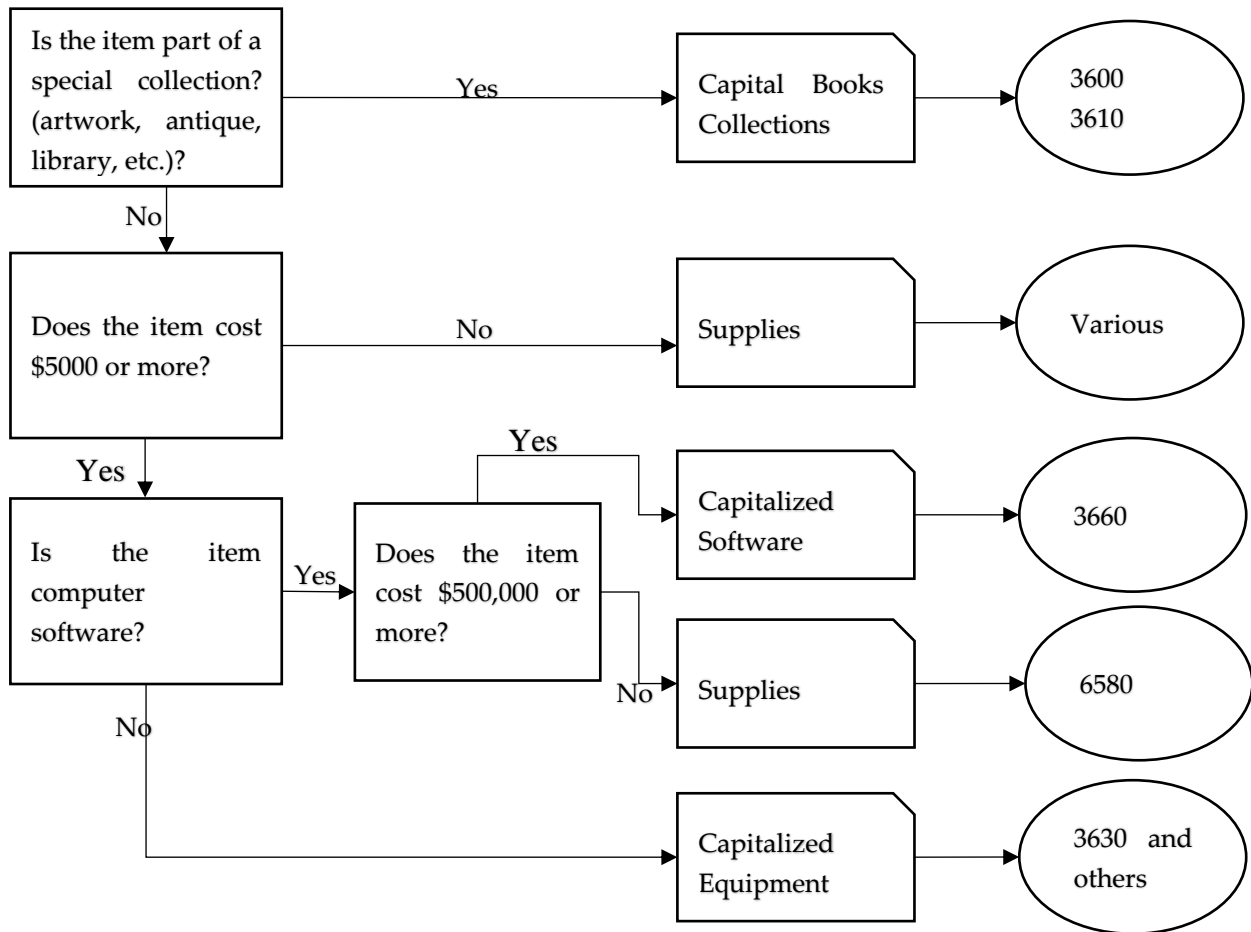 Is the item part of a
special collection?
(artwork, antique,
library, etc.)?
Yes
Capital Books
Collections
3600
3610
No
Does the item cost
$5000 or more?
No
Supplies
Various
Yes
Is the item
computer
software?
Yes
Does the item
cost $500,000 or
more?
Yes
Capitalized
Software
3660
No
Supplies
6580
No
Capitalized
Equipment
3630 and
others